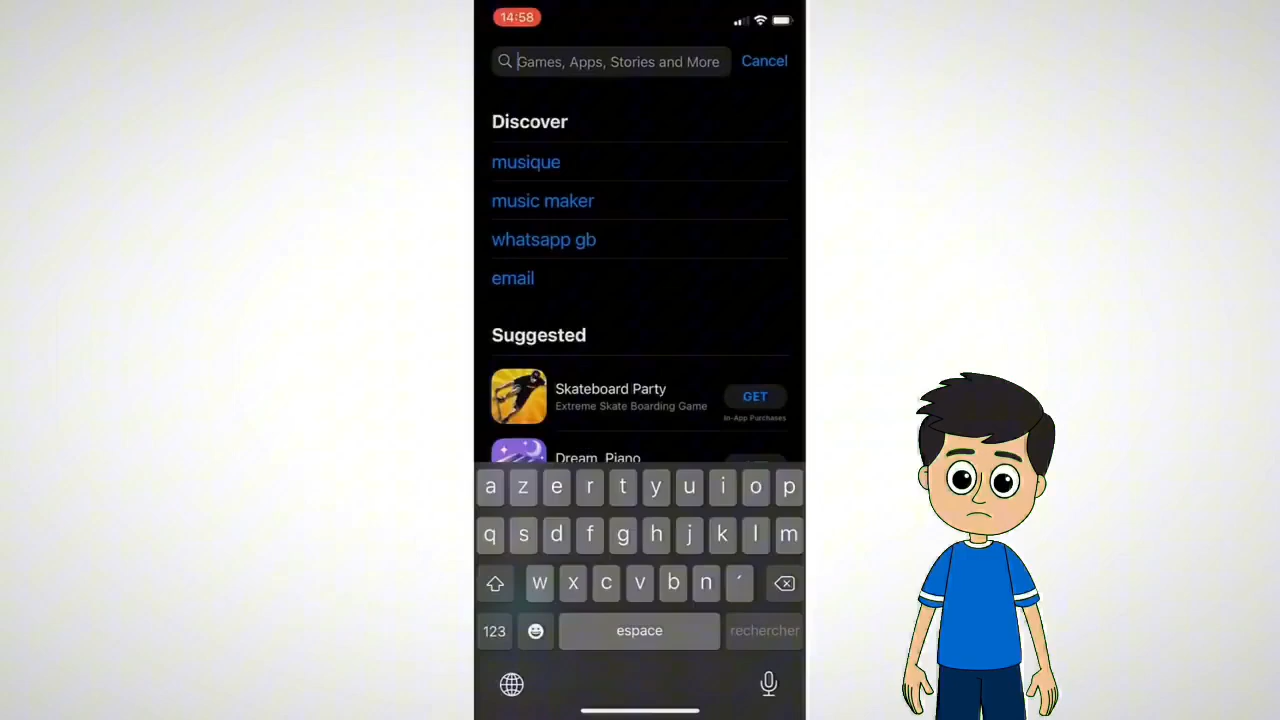 14:58
Games, Apps, Stories and More Cancel
Discover
musique
music maker
whatsapp gb
email
Suggested
Skateboard Party
Extreme Skate Boarding Game
GET
In-App Purchases
Dream Piano
a z e r t y u i o p
q s d f g h j k l m
w x c v b n ´
123 espace rechercher